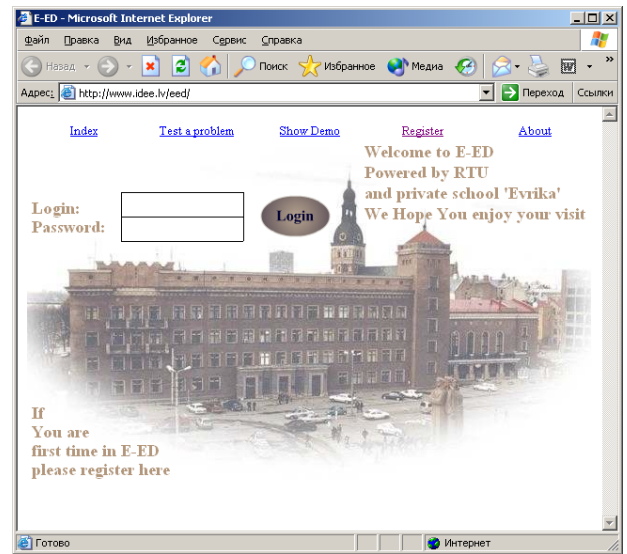 E-ED - Microsoft Internet Explorer
Файл Правка Вид Избранное Сервис Справка
Назад Поиск Избранное Медиа »
Адрес: http://www.idee.lv/eed/ Переход Ссылки
Index Test a problem Show Demo Register About
Welcome to E-ED
Powered by RTU
and private school 'Evrika'
We Hope You enjoy your visit
Login:
Password:
Login
If
You are
first time in E-ED
please register here
Готово Интернет